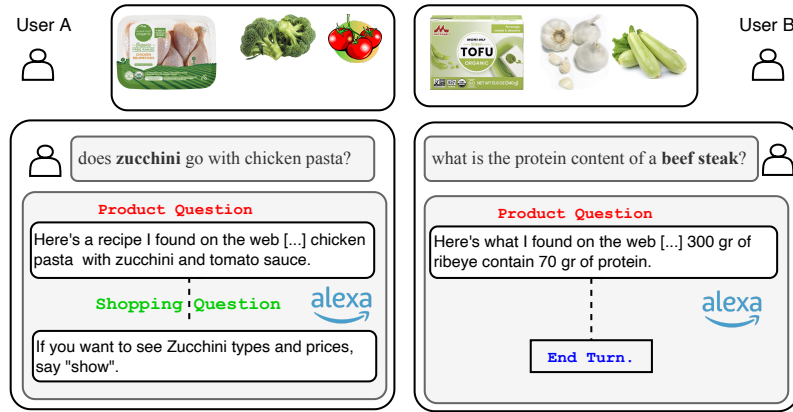 User A
User B
TOFU
ORGANIC
does zucchini go with chicken pasta?
Product Question
Here's a recipe I found on the web [...] chicken
pasta with zucchini and tomato sauce.
Shopping Question
alexa
If you want to see Zucchini types and prices,
say "show".
what is the protein content of a beef steak?
Product Question
Here's what I found on the web [...] 300 gr of
ribeye contain 70 gr of protein.
alexa
End Turn.